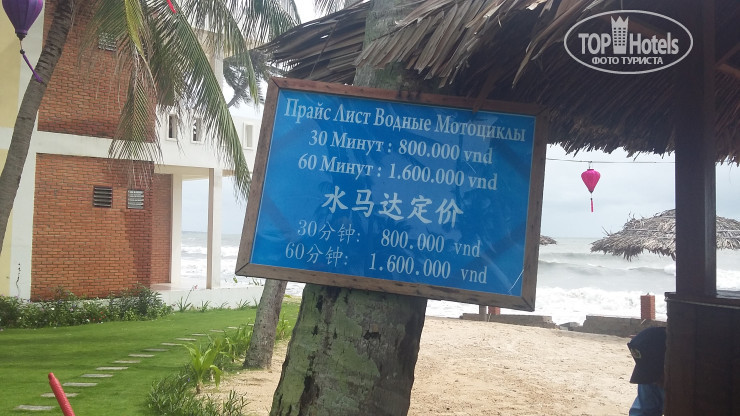 TOP Hotels
ФОТО ТУРИСТА
Прайс Лист Водные Мотоциклы
30 Минут : 800.000 vnd
60 Минут : 1.600.000 vnd
水马达定价
30分钟: 800.000 vnd
60分钟: 1.600.000 vnd